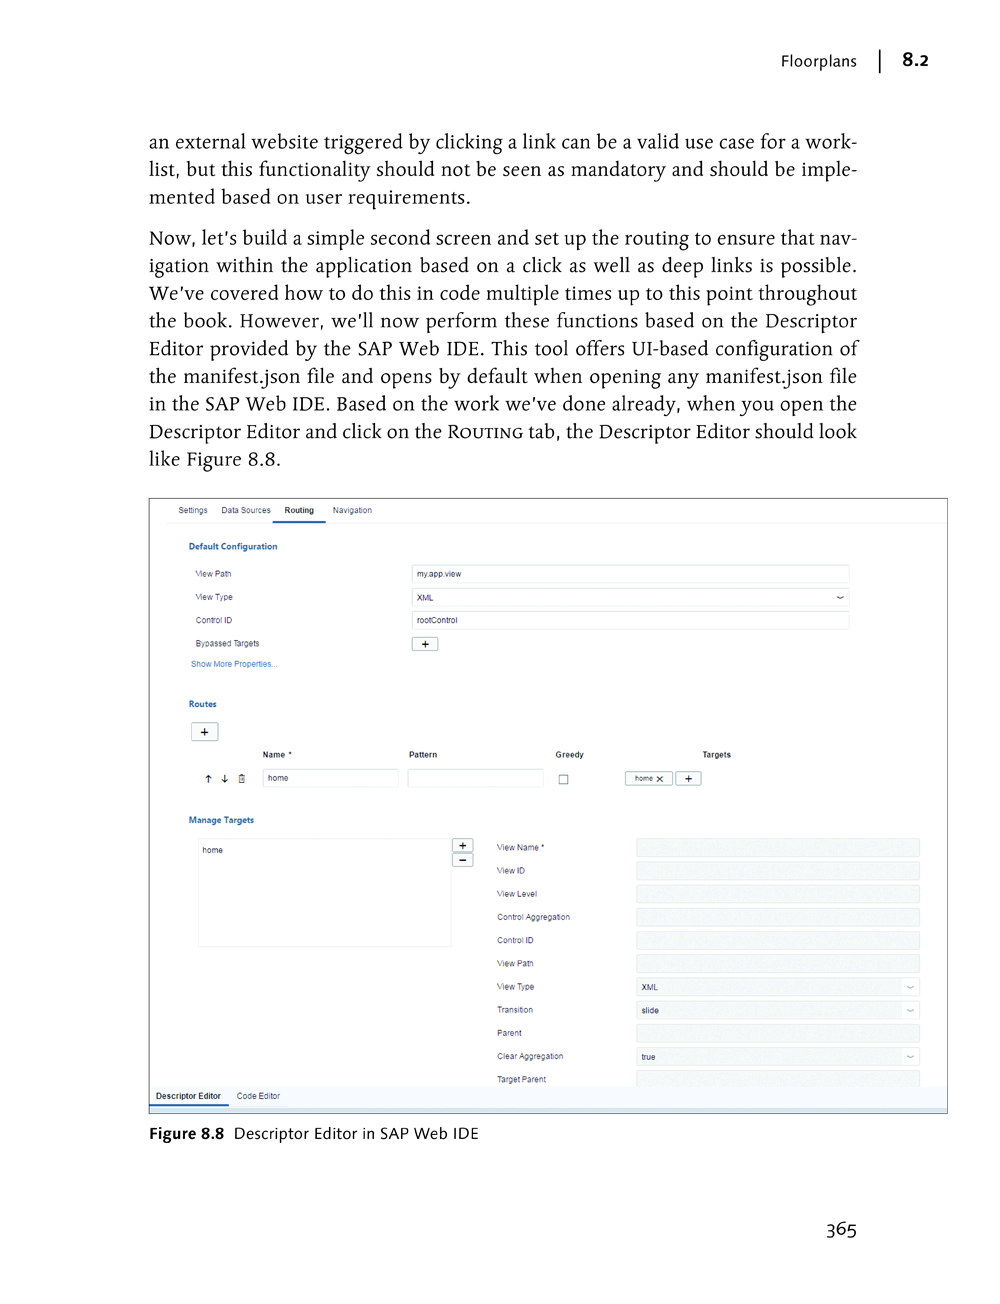 Floorplans | 8.2
an external website triggered by clicking a link can be a valid use case for a work-
list, but this functionality should not be seen as mandatory and should be imple-
mented based on user requirements.
Now, let's build a simple second screen and set up the routing to ensure that nav-
igation within the application based on a click as well as deep links is possible.
We've covered how to do this in code multiple times up to this point throughout
the book. However, we'll now perform these functions based on the Descriptor
Editor provided by the SAP Web IDE. This tool offers UI-based configuration of
the manifest.json file and opens by default when opening any manifest.json file
in the SAP Web IDE. Based on the work we've done already, when you open the
Descriptor Editor and click on the ROUTING tab, the Descriptor Editor should look
like Figure 8.8.
Settings Data Sources Routing Navigation
Default Configuration
View Path my.app.view
View Type XML
Control ID rootControl
Bypassed Targets +
Show More Properties...
Routes
+
Name * Pattern Greedy Targets
home home × +
Manage Targets
home + −
View Name *
View ID
View Level
Control Aggregation
Control ID
View Path
View Type XML
Transition slide
Parent
Clear Aggregation true
Target Parent
Descriptor Editor Code Editor
Figure 8.8 Descriptor Editor in SAP Web IDE
365